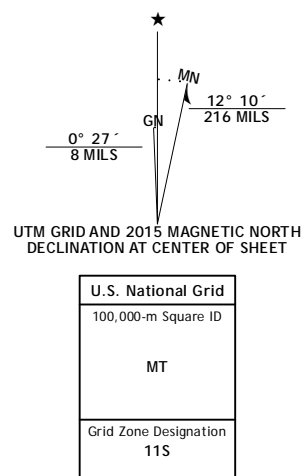 MN
GN
12° 10´
216 MILS
0° 27´
8 MILS
UTM GRID AND 2015 MAGNETIC NORTH
DECLINATION AT CENTER OF SHEET
U.S. National Grid
100,000-m Square ID
MT
Grid Zone Designation
11S